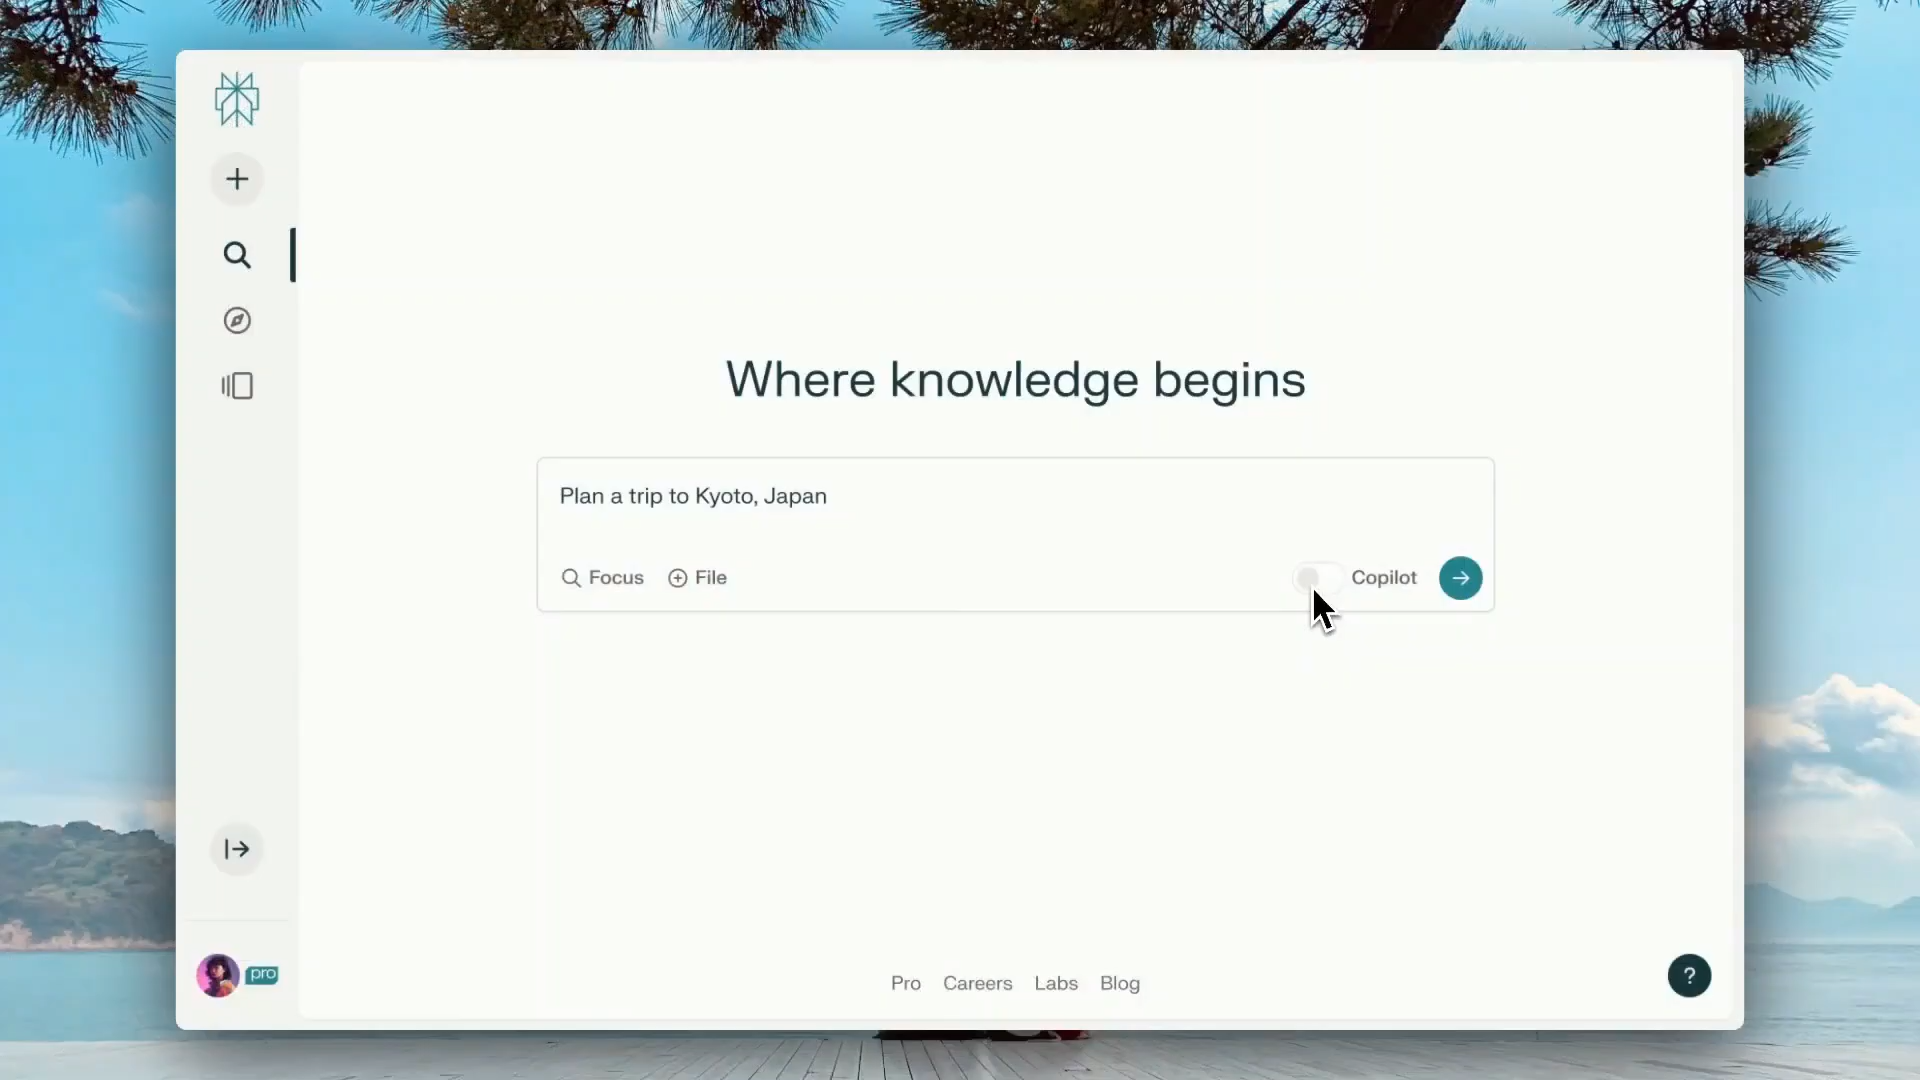 Where knowledge begins
Plan a trip to Kyoto, Japan
Focus File Copilot
pro
Pro Careers Labs Blog
?